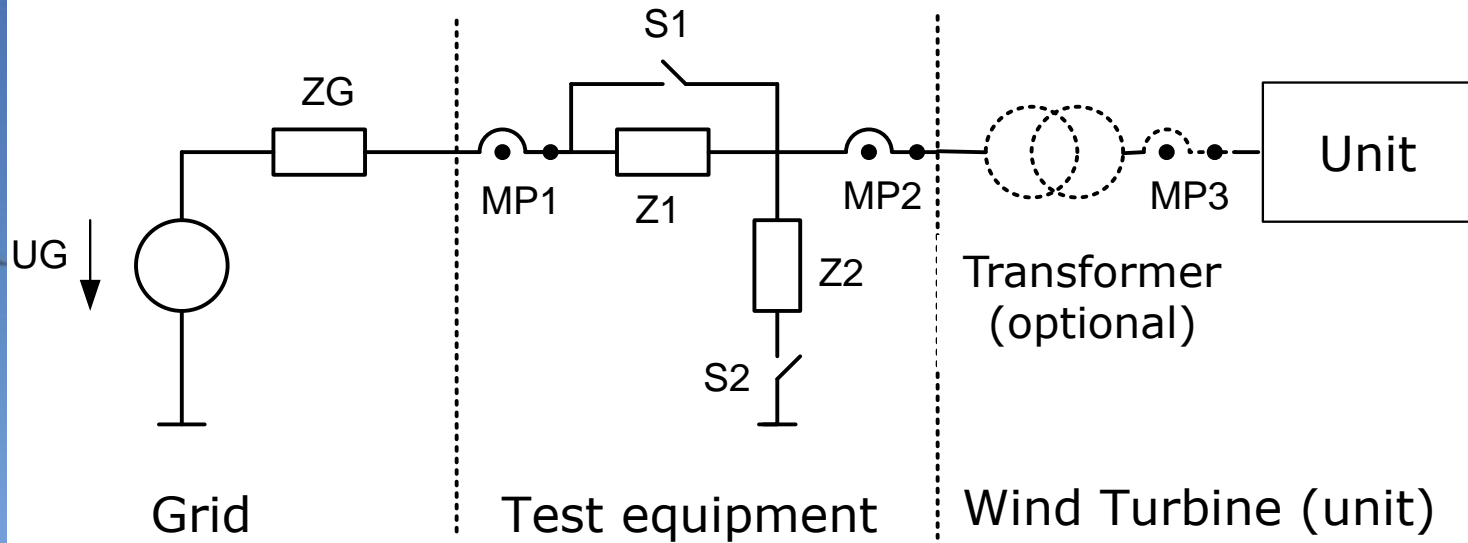 S1
ZG
Unit
MP1
Z1
MP2
MP3
UG
Z2
Transformer
(optional)
S2
Grid
Test equipment
Wind Turbine (unit)